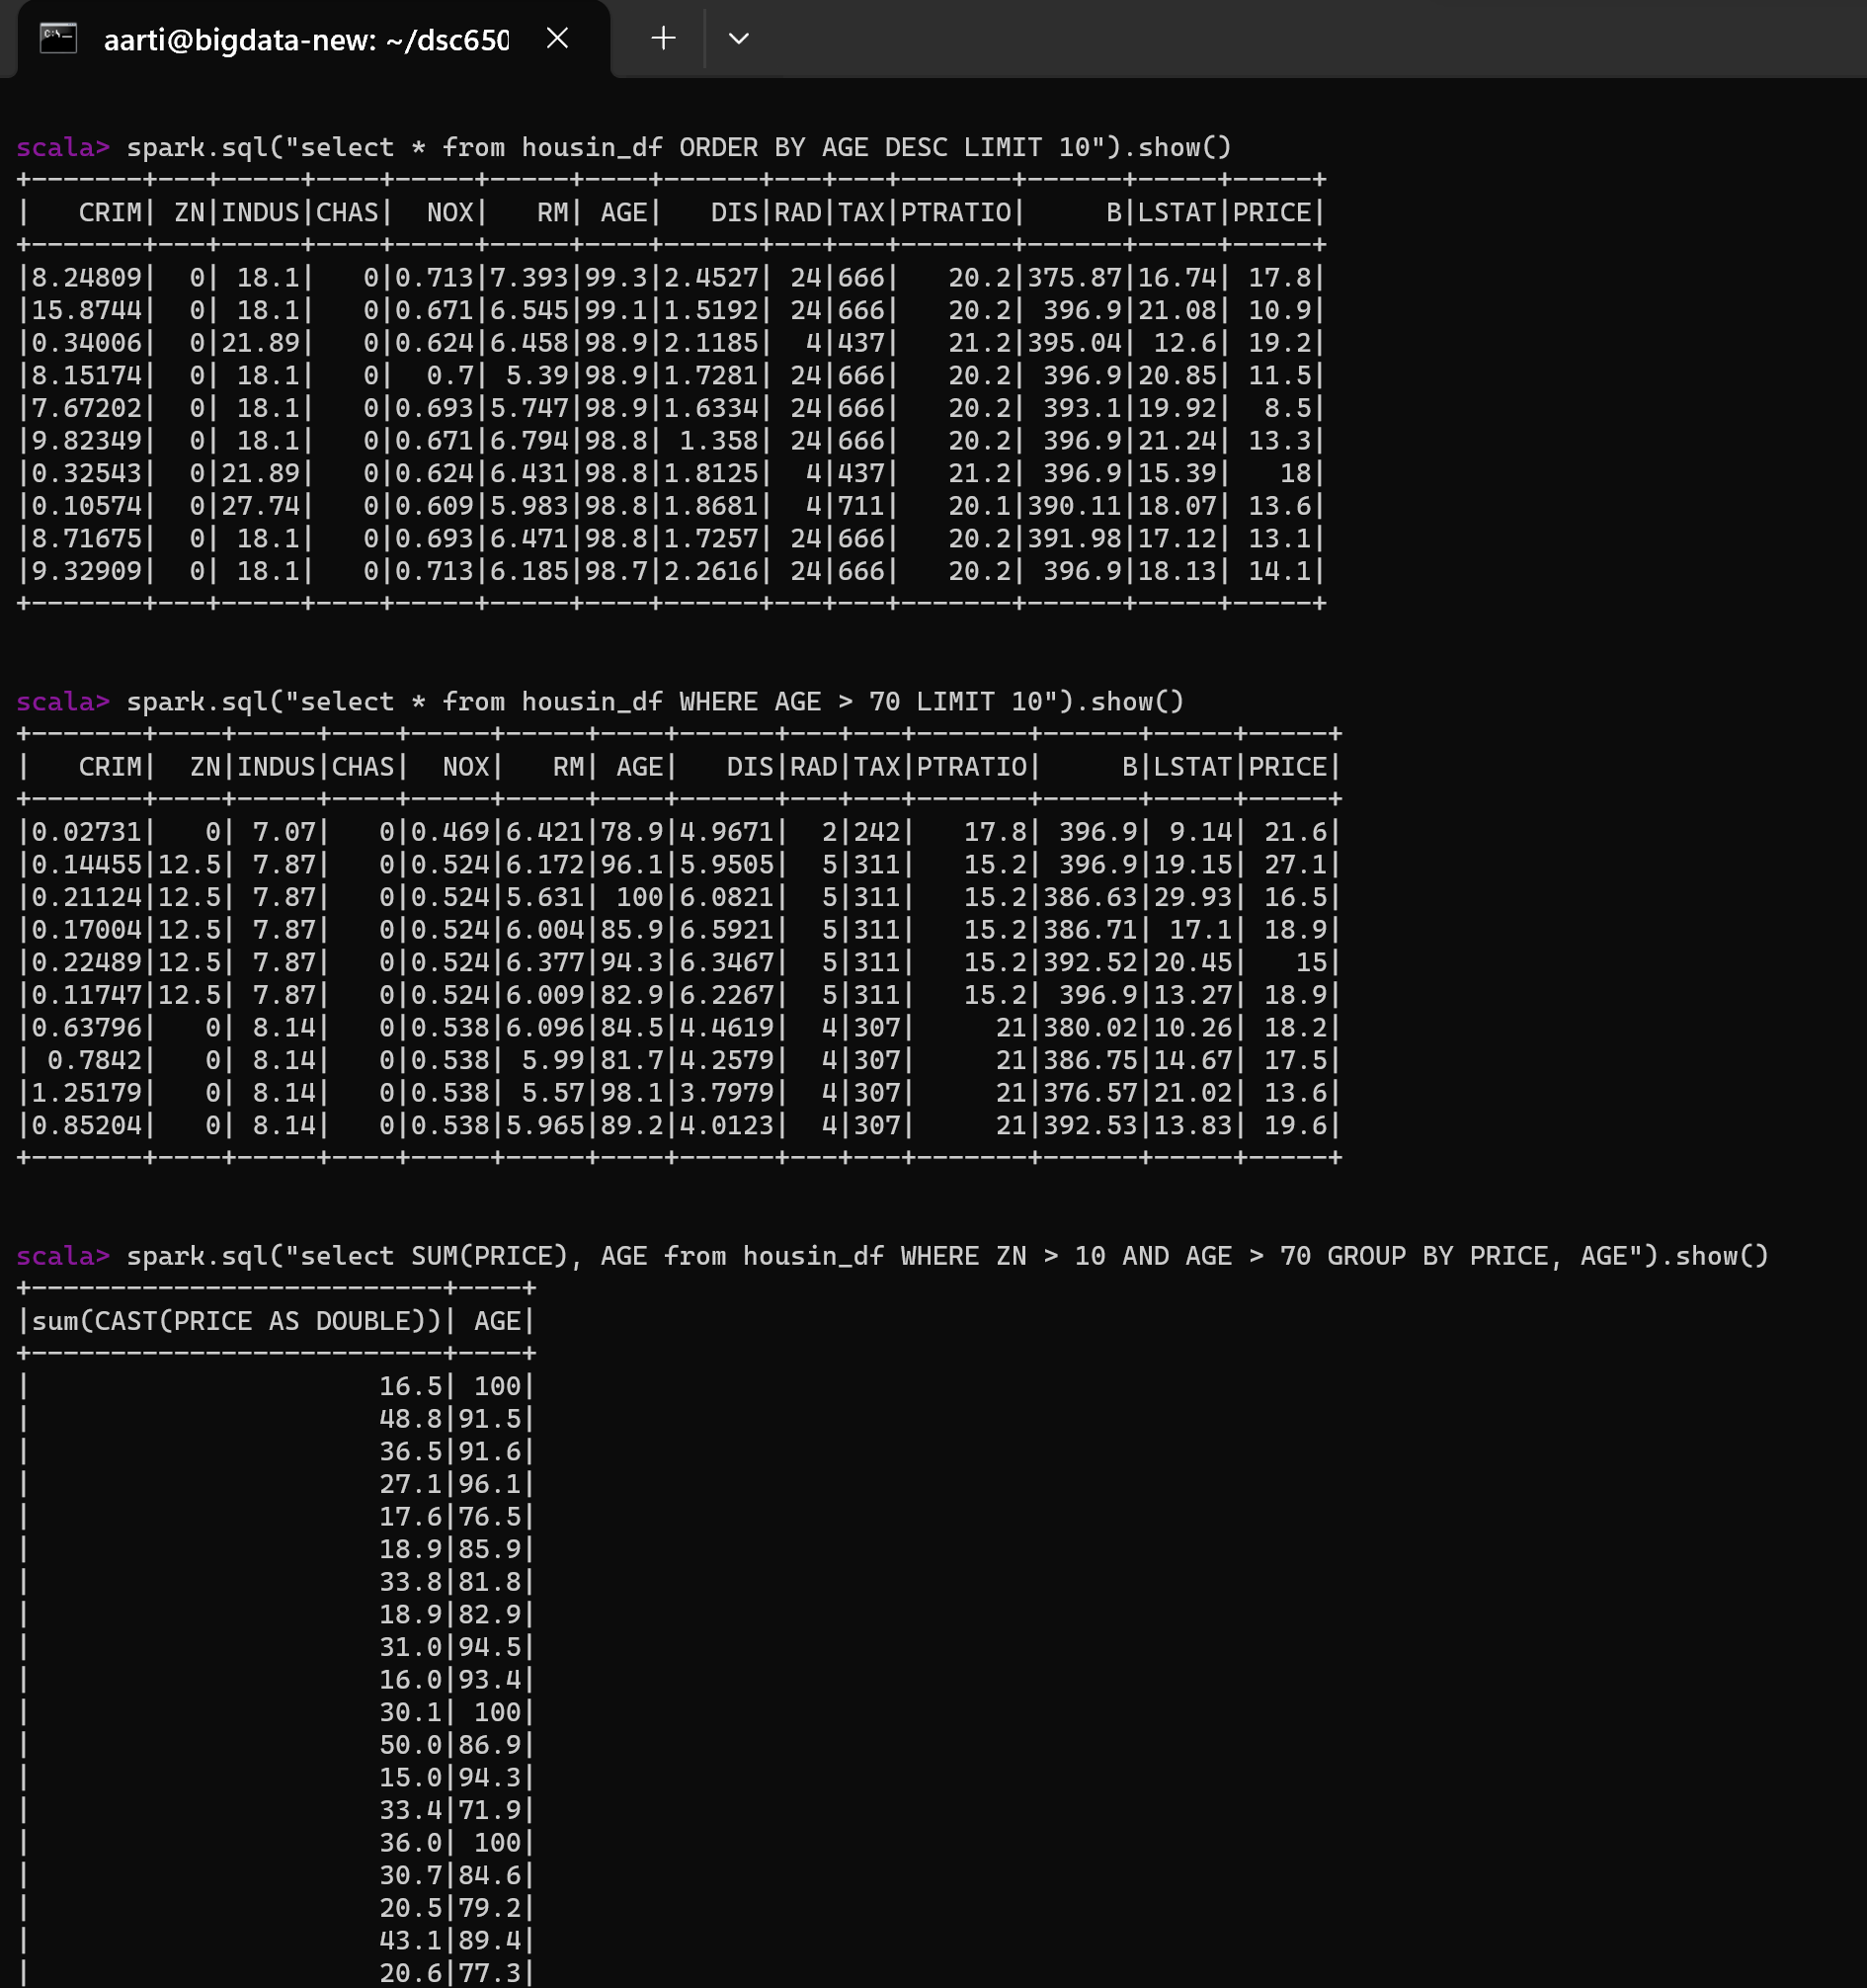 aarti@bigdata-new: ~/dsc650
scala> spark.sql("select * from housin_df ORDER BY AGE DESC LIMIT 10").show()
+-------+---+-----+----+-----+-----+----+------+---+---+-------+------+-----+-----+
|   CRIM| ZN|INDUS|CHAS|  NOX|   RM| AGE|   DIS|RAD|TAX|PTRATIO|     B|LSTAT|PRICE|
+-------+---+-----+----+-----+-----+----+------+---+---+-------+------+-----+-----+
|8.24809|  0| 18.1|   0|0.713|7.393|99.3|2.4527| 24|666|   20.2|375.87|16.74| 17.8|
|15.8744|  0| 18.1|   0|0.671|6.545|99.1|1.5192| 24|666|   20.2| 396.9|21.08| 10.9|
|0.34006|  0|21.89|   0|0.624|6.458|98.9|2.1185|  4|437|   21.2|395.04| 12.6| 19.2|
|8.15174|  0| 18.1|   0|  0.7| 5.39|98.9|1.7281| 24|666|   20.2| 396.9|20.85| 11.5|
|7.67202|  0| 18.1|   0|0.693|5.747|98.9|1.6334| 24|666|   20.2| 393.1|19.92|  8.5|
|9.82349|  0| 18.1|   0|0.671|6.794|98.8| 1.358| 24|666|   20.2| 396.9|21.24| 13.3|
|0.32543|  0|21.89|   0|0.624|6.431|98.8|1.8125|  4|437|   21.2| 396.9|15.39|   18|
|0.10574|  0|27.74|   0|0.609|5.983|98.8|1.8681|  4|711|   20.1|390.11|18.07| 13.6|
|8.71675|  0| 18.1|   0|0.693|6.471|98.8|1.7257| 24|666|   20.2|391.98|17.12| 13.1|
|9.32909|  0| 18.1|   0|0.713|6.185|98.7|2.2616| 24|666|   20.2| 396.9|18.13| 14.1|
+-------+---+-----+----+-----+-----+----+------+---+---+-------+------+-----+-----+
scala> spark.sql("select * from housin_df WHERE AGE > 70 LIMIT 10").show()
+-------+----+-----+----+-----+-----+----+------+---+---+-------+------+-----+-----+
|   CRIM|  ZN|INDUS|CHAS|  NOX|   RM| AGE|   DIS|RAD|TAX|PTRATIO|     B|LSTAT|PRICE|
+-------+----+-----+----+-----+-----+----+------+---+---+-------+------+-----+-----+
|0.02731|   0| 7.07|   0|0.469|6.421|78.9|4.9671|  2|242|   17.8| 396.9| 9.14| 21.6|
|0.14455|12.5| 7.87|   0|0.524|6.172|96.1|5.9505|  5|311|   15.2| 396.9|19.15| 27.1|
|0.21124|12.5| 7.87|   0|0.524|5.631| 100|6.0821|  5|311|   15.2|386.63|29.93| 16.5|
|0.17004|12.5| 7.87|   0|0.524|6.004|85.9|6.5921|  5|311|   15.2|386.71| 17.1| 18.9|
|0.22489|12.5| 7.87|   0|0.524|6.377|94.3|6.3467|  5|311|   15.2|392.52|20.45|   15|
|0.11747|12.5| 7.87|   0|0.524|6.009|82.9|6.2267|  5|311|   15.2| 396.9|13.27| 18.9|
|0.63796|   0| 8.14|   0|0.538|6.096|84.5|4.4619|  4|307|     21|380.02|10.26| 18.2|
| 0.7842|   0| 8.14|   0|0.538| 5.99|81.7|4.2579|  4|307|     21|386.75|14.67| 17.5|
|1.25179|   0| 8.14|   0|0.538| 5.57|98.1|3.7979|  4|307|     21|376.57|21.02| 13.6|
|0.85204|   0| 8.14|   0|0.538|5.965|89.2|4.0123|  4|307|     21|392.53|13.83| 19.6|
+-------+----+-----+----+-----+-----+----+------+---+---+-------+------+-----+-----+
scala> spark.sql("select SUM(PRICE), AGE from housin_df WHERE ZN > 10 AND AGE > 70 GROUP BY PRICE, AGE").show()
+--------------------------+----+
|sum(CAST(PRICE AS DOUBLE))| AGE|
+--------------------------+----+
|                      16.5| 100|
|                      48.8|91.5|
|                      36.5|91.6|
|                      27.1|96.1|
|                      17.6|76.5|
|                      18.9|85.9|
|                      33.8|81.8|
|                      18.9|82.9|
|                      31.0|94.5|
|                      16.0|93.4|
|                      30.1| 100|
|                      50.0|86.9|
|                      15.0|94.3|
|                      33.4|71.9|
|                      36.0| 100|
|                      30.7|84.6|
|                      20.5|79.2|
|                      43.1|89.4|
|                      20.6|77.3|